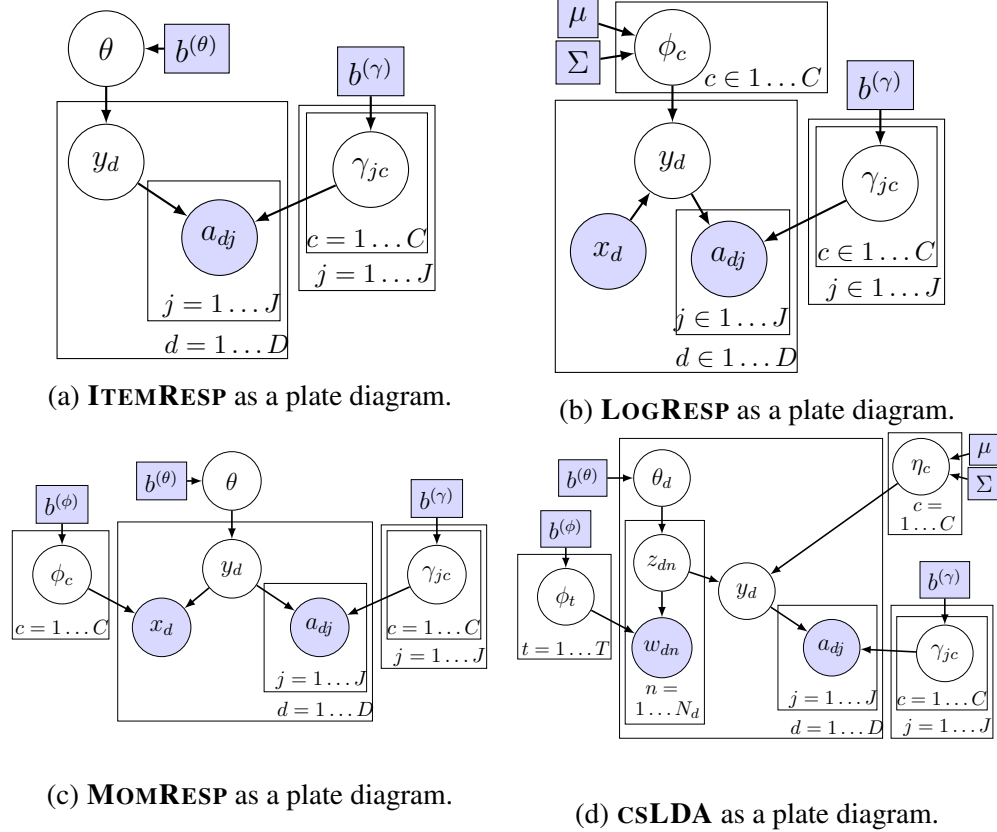 θ
b^(θ)
b^(γ)
y_d
γ_jc
a_dj
c = 1 … C
j = 1 … J
j = 1 … J
d = 1 … D
(a) ITEMRESP as a plate diagram.
μ
Σ
ϕ_c
c ∈ 1 … C
b^(γ)
y_d
γ_jc
x_d
a_dj
c ∈ 1 … C
j ∈ 1 … J
j ∈ 1 … J
d ∈ 1 … D
(b) LOGRESP as a plate diagram.
b^(θ)
θ
b^(ϕ)
b^(γ)
ϕ_c
y_d
γ_jc
x_d
a_dj
c = 1 … C
c = 1 … C
j = 1 … J
j = 1 … J
d = 1 … D
(c) MOMRESP as a plate diagram.
b^(θ)
θ_d
η_c
μ
Σ
c =
1 … C
b^(ϕ)
z_dn
ϕ_t
y_d
b^(γ)
w_dn
a_dj
γ_jc
t = 1 … T
n =
1 … N_d
j = 1 … J
c = 1 … C
d = 1 … D
j = 1 … J
(d) CSLDA as a plate diagram.